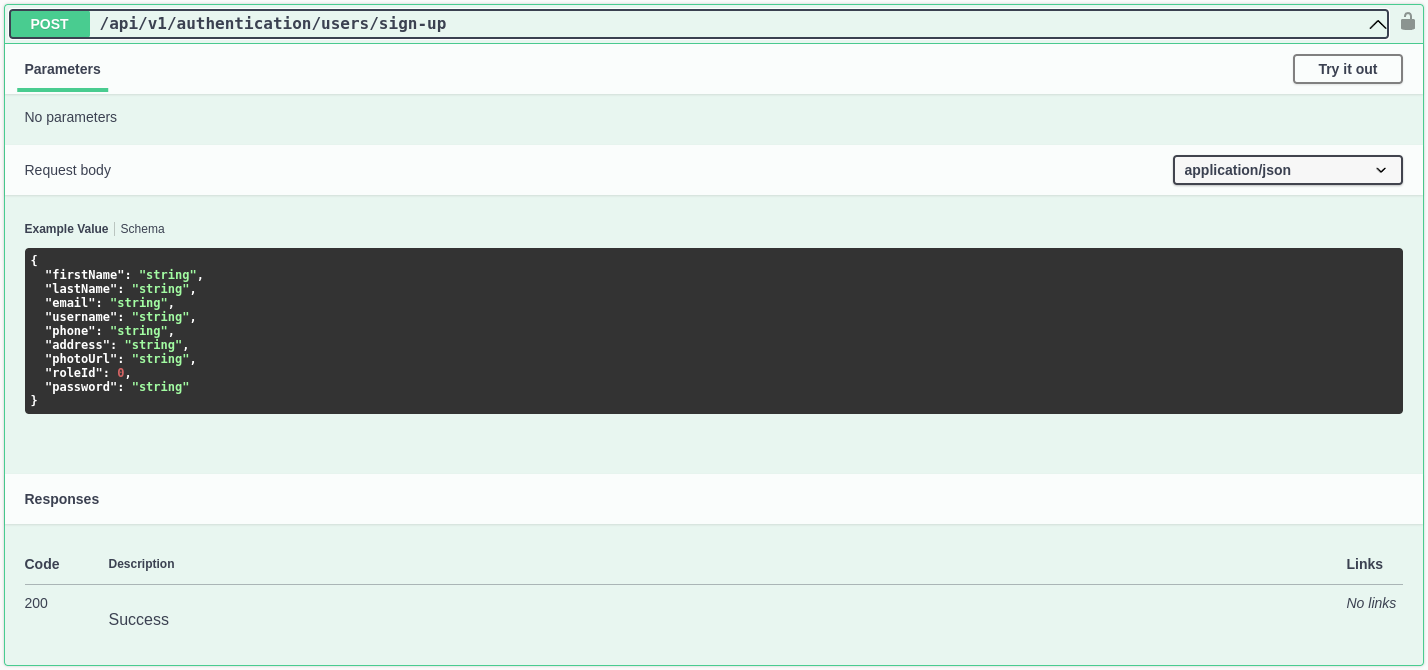 POST /api/v1/authentication/users/sign-up
Parameters Try it out
No parameters
Request body application/json
Example Value Schema
{
"firstName": "string",
"lastName": "string",
"email": "string",
"username": "string",
"phone": "string",
"address": "string",
"photoUrl": "string",
"roleId": 0,
"password": "string"
}
Responses
Code Description Links
200 Success No links